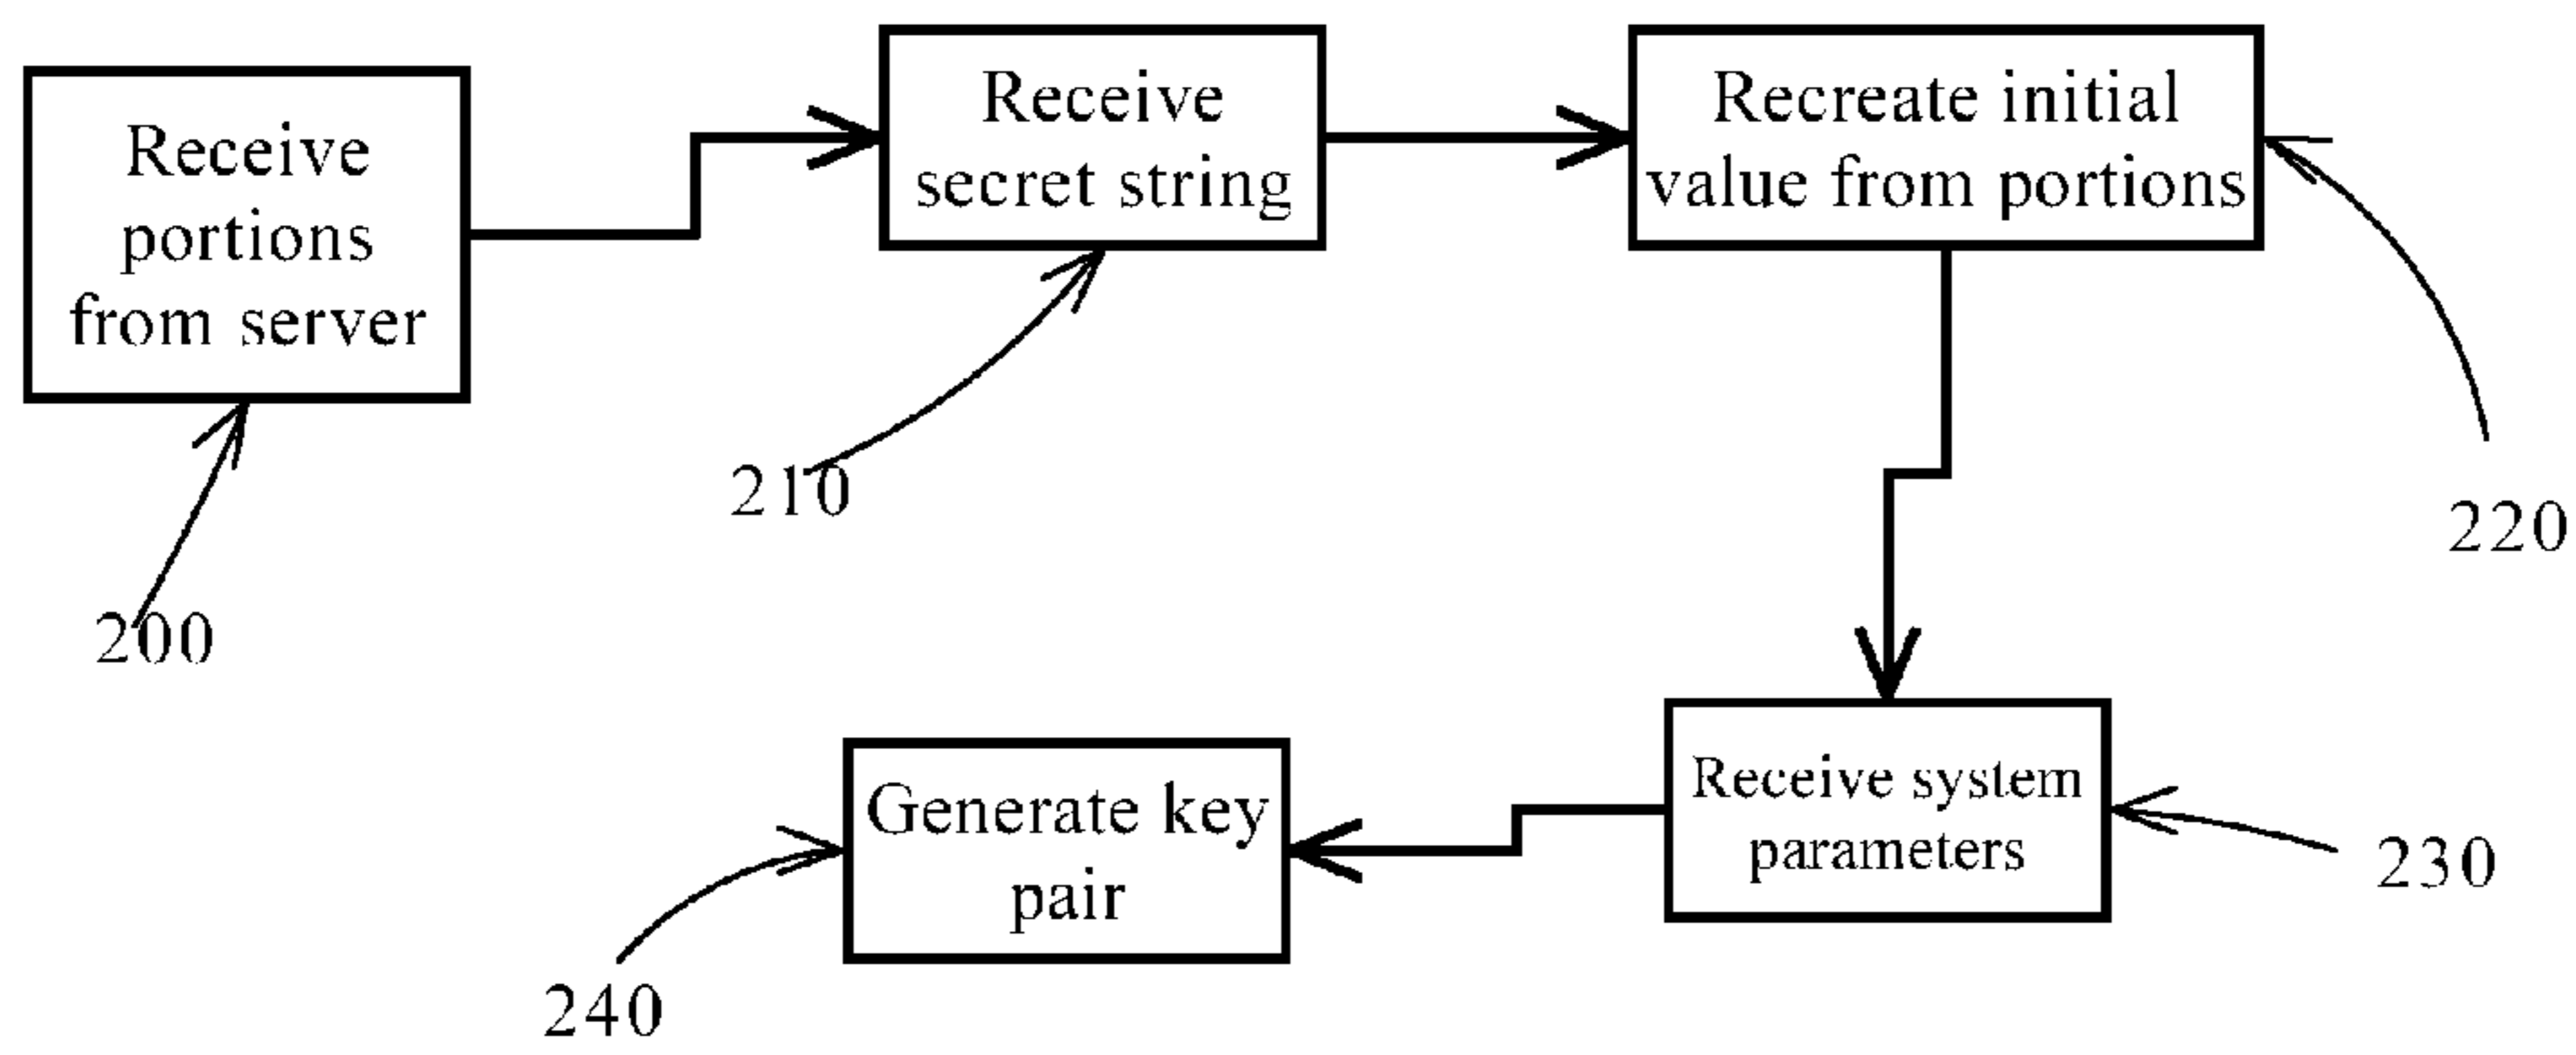 Receive
portions
from server
200
Receive
secret string
210
Recreate initial
value from portions
220
Receive system
parameters
230
Generate key
pair
240